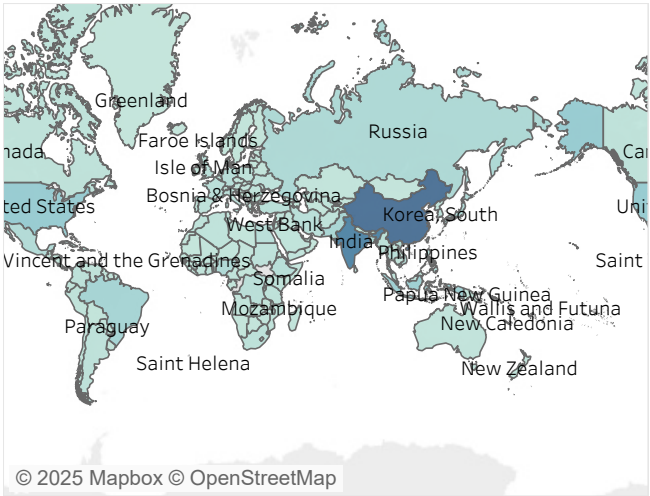 Greenland
Russia
Faroe Islands
nada
Ca
Isle of Man
Bosnia & Herzegovina
ted States
Uni
Korea, South
West Bank
India
Philippines
Vincent and the Grenadines
Saint
Somalia
Papua New Guinea
Mozambique
Wallis and Futuna
New Caledonia
Paraguay
Saint Helena
New Zealand
© 2025 Mapbox © OpenStreetMap